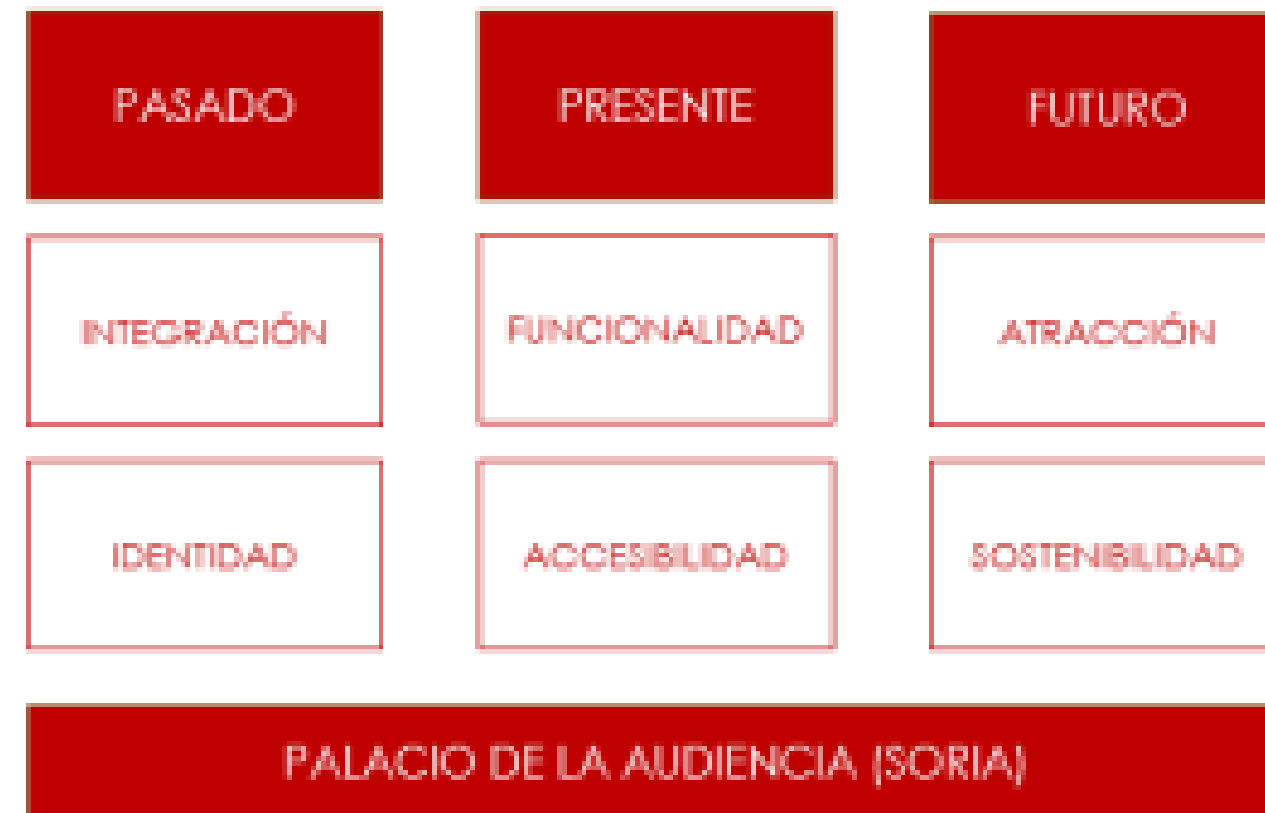 PASADO
PRESENTE
FUTURO
INTEGRACIÓN
FUNCIONALIDAD
ATRACCIÓN
IDENTIDAD
ACCESIBILIDAD
SOSTENIBILIDAD
PALACIO DE LA AUDIENCIA (SORIA)